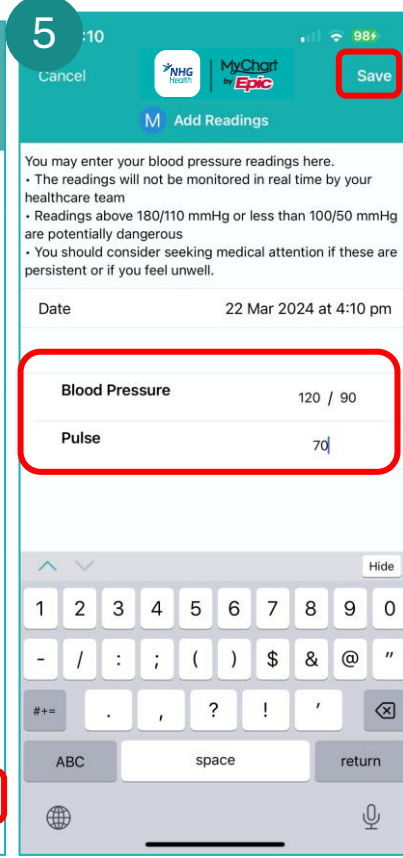 5
:10
98
Cancel
NHG Health
MyChart by Epic
Save
M Add Readings
You may enter your blood pressure readings here.
• The readings will not be monitored in real time by your
healthcare team
• Readings above 180/110 mmHg or less than 100/50 mmHg
are potentially dangerous
• You should consider seeking medical attention if these are
persistent or if you feel unwell.
Date 22 Mar 2024 at 4:10 pm
Blood Pressure 120 / 90
Pulse 70
Hide
1 2 3 4 5 6 7 8 9 0
- / : ; ( ) $ & @ "
#+= . , ? ! '
ABC space return